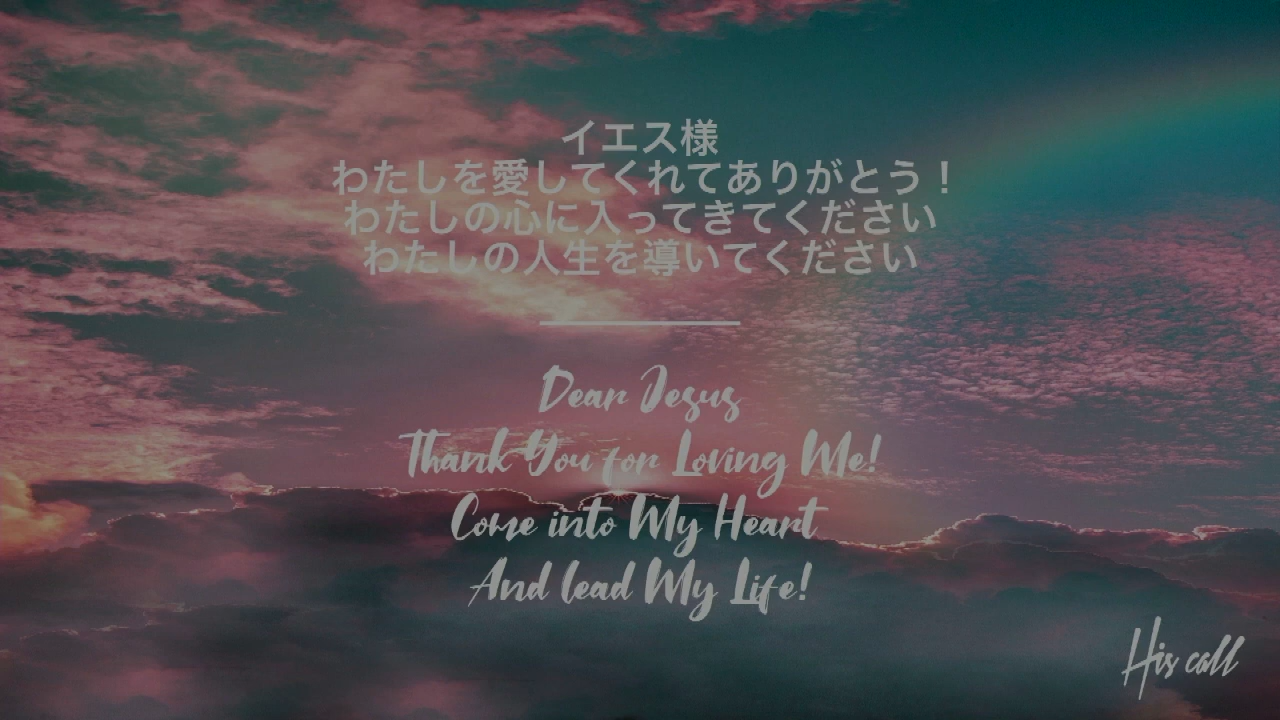 イエス様
わたしを愛してくれてありがとう！
わたしの心に入ってきてください
わたしの人生を導いてください
Dear Jesus
Thank You for Loving Me!
Come into My Heart
And lead My Life!
His call